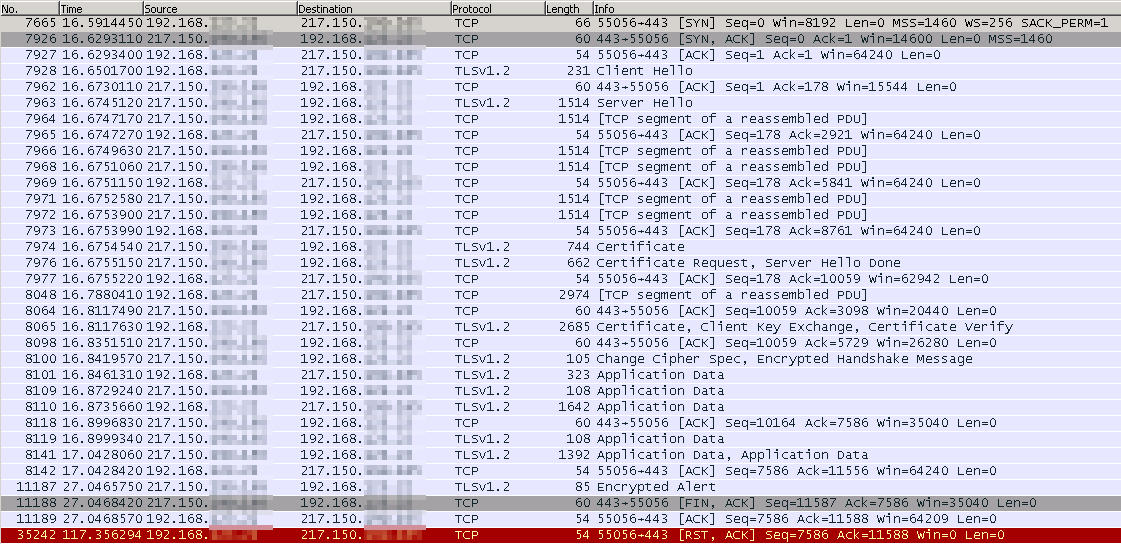 No. Time Source Destination Protocol Length Info
7665 16.5914450 192.168. 217.150. TCP 66 55056→443 [SYN] Seq=0 Win=8192 Len=0 MSS=1460 WS=256 SACK_PERM=1
7926 16.6293110 217.150. 192.168. TCP 60 443→55056 [SYN, ACK] Seq=0 Ack=1 Win=14600 Len=0 MSS=1460
7927 16.6293400 192.168. 217.150. TCP 54 55056→443 [ACK] Seq=1 Ack=1 Win=64240 Len=0
7928 16.6501700 192.168. 217.150. TLSv1.2 231 Client Hello
7962 16.6730110 217.150. 192.168. TCP 60 443→55056 [ACK] Seq=1 Ack=178 Win=15544 Len=0
7963 16.6745120 217.150. 192.168. TLSv1.2 1514 Server Hello
7964 16.6747170 217.150. 192.168. TCP 1514 [TCP segment of a reassembled PDU]
7965 16.6747270 192.168. 217.150. TCP 54 55056→443 [ACK] Seq=178 Ack=2921 Win=64240 Len=0
7966 16.6749630 217.150. 192.168. TCP 1514 [TCP segment of a reassembled PDU]
7968 16.6751060 217.150. 192.168. TCP 1514 [TCP segment of a reassembled PDU]
7969 16.6751150 192.168. 217.150. TCP 54 55056→443 [ACK] Seq=178 Ack=5841 Win=64240 Len=0
7971 16.6752580 217.150. 192.168. TCP 1514 [TCP segment of a reassembled PDU]
7972 16.6753900 217.150. 192.168. TCP 1514 [TCP segment of a reassembled PDU]
7973 16.6753990 192.168. 217.150. TCP 54 55056→443 [ACK] Seq=178 Ack=8761 Win=64240 Len=0
7974 16.6754540 217.150. 192.168. TLSv1.2 744 Certificate
7976 16.6755150 217.150. 192.168. TLSv1.2 662 Certificate Request, Server Hello Done
7977 16.6755220 192.168. 217.150. TCP 54 55056→443 [ACK] Seq=178 Ack=10059 Win=62942 Len=0
8048 16.7880410 192.168. 217.150. TCP 2974 [TCP segment of a reassembled PDU]
8064 16.8117490 217.150. 192.168. TCP 60 443→55056 [ACK] Seq=10059 Ack=3098 Win=20440 Len=0
8065 16.8117630 192.168. 217.150. TLSv1.2 2685 Certificate, Client Key Exchange, Certificate Verify
8098 16.8351510 217.150. 192.168. TCP 60 443→55056 [ACK] Seq=10059 Ack=5729 Win=26280 Len=0
8100 16.8419570 217.150. 192.168. TLSv1.2 105 Change Cipher Spec, Encrypted Handshake Message
8101 16.8461310 192.168. 217.150. TLSv1.2 323 Application Data
8109 16.8729240 217.150. 192.168. TLSv1.2 108 Application Data
8110 16.8735660 192.168. 217.150. TLSv1.2 1642 Application Data
8118 16.8996830 217.150. 192.168. TCP 60 443→55056 [ACK] Seq=10164 Ack=7586 Win=35040 Len=0
8119 16.8999340 217.150. 192.168. TLSv1.2 108 Application Data
8141 17.0428060 217.150. 192.168. TLSv1.2 1392 Application Data, Application Data
8142 17.0428420 192.168. 217.150. TCP 54 55056→443 [ACK] Seq=7586 Ack=11556 Win=64240 Len=0
11187 27.0465750 217.150. 192.168. TLSv1.2 85 Encrypted Alert
11188 27.0468420 217.150. 192.168. TCP 60 443→55056 [FIN, ACK] Seq=11587 Ack=7586 Win=35040 Len=0
11189 27.0468570 192.168. 217.150. TCP 54 55056→443 [ACK] Seq=7586 Ack=11588 Win=64209 Len=0
35242 117.356294 192.168. 217.150. TCP 54 55056→443 [RST, ACK] Seq=7586 Ack=11588 Win=0 Len=0